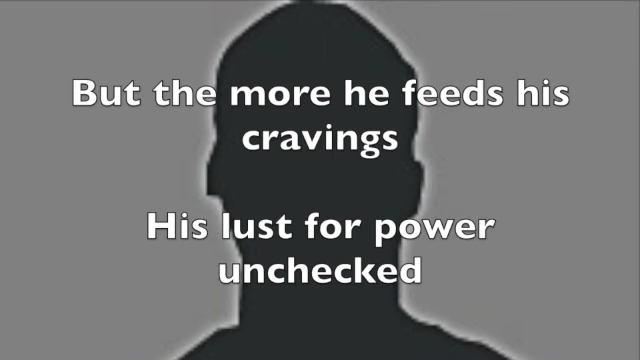 But the more he feeds his
cravings
His lust for power
unchecked